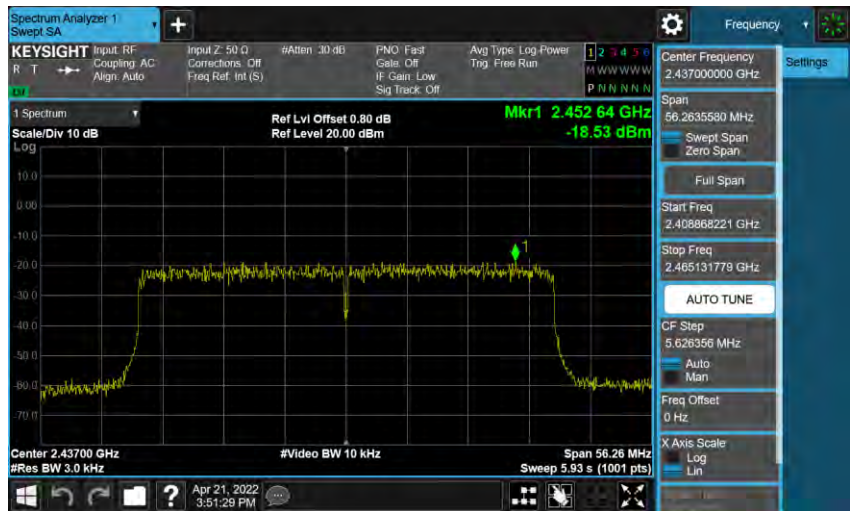 Spectrum Analyzer 1
Swept SA
+
Frequency
KEYSIGHT
R T
Input: RF
Coupling: AC
Align: Auto
Input Z: 50 Ω
Corrections: Off
Freq Ref: Int (S)
#Atten: 30 dB
PNO: Fast
Gate: Off
IF Gain: Low
Sig Track: Off
Avg Type: Log-Power
Trig: Free Run
1 2 3 4 5 6
M W W W W W
P N N N N N
1 Spectrum
Scale/Div 10 dB
Log
Ref Lvl Offset 0.80 dB
Ref Level 20.00 dBm
Mkr1 2.452 64 GHz
-18.53 dBm
10.0
0.00
-10.0
-20.0
-30.0
-40.0
-50.0
-60.0
-70.0
1
Center 2.43700 GHz
#Res BW 3.0 kHz
#Video BW 10 kHz
Span 56.26 MHz
Sweep 5.93 s (1001 pts)
Center Frequency
2.437000000 GHz
Settings
Span
56.2635580 MHz
Swept Span
Zero Span
Full Span
Start Freq
2.408868221 GHz
Stop Freq
2.465131779 GHz
AUTO TUNE
CF Step
5.626356 MHz
Auto
Man
Freq Offset
0 Hz
X Axis Scale
Log
Lin
?
Apr 21, 2022
3:51:29 PM